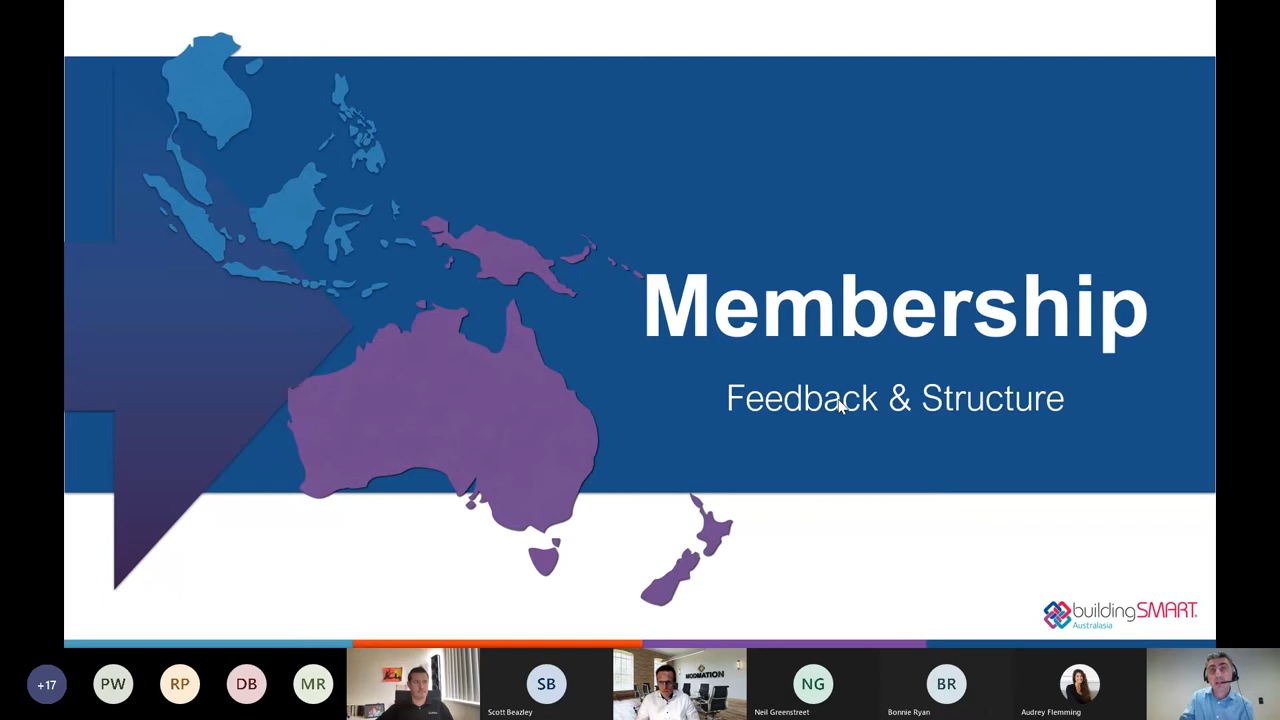 Membership
Feedback & Structure
buildingSMART
Australasia
+17
PW
RP
DB
MR
SB
Scott Beazley
MODMATION
NG
Neil Greenstreet
BR
Bonnie Ryan
Audrey Flemming